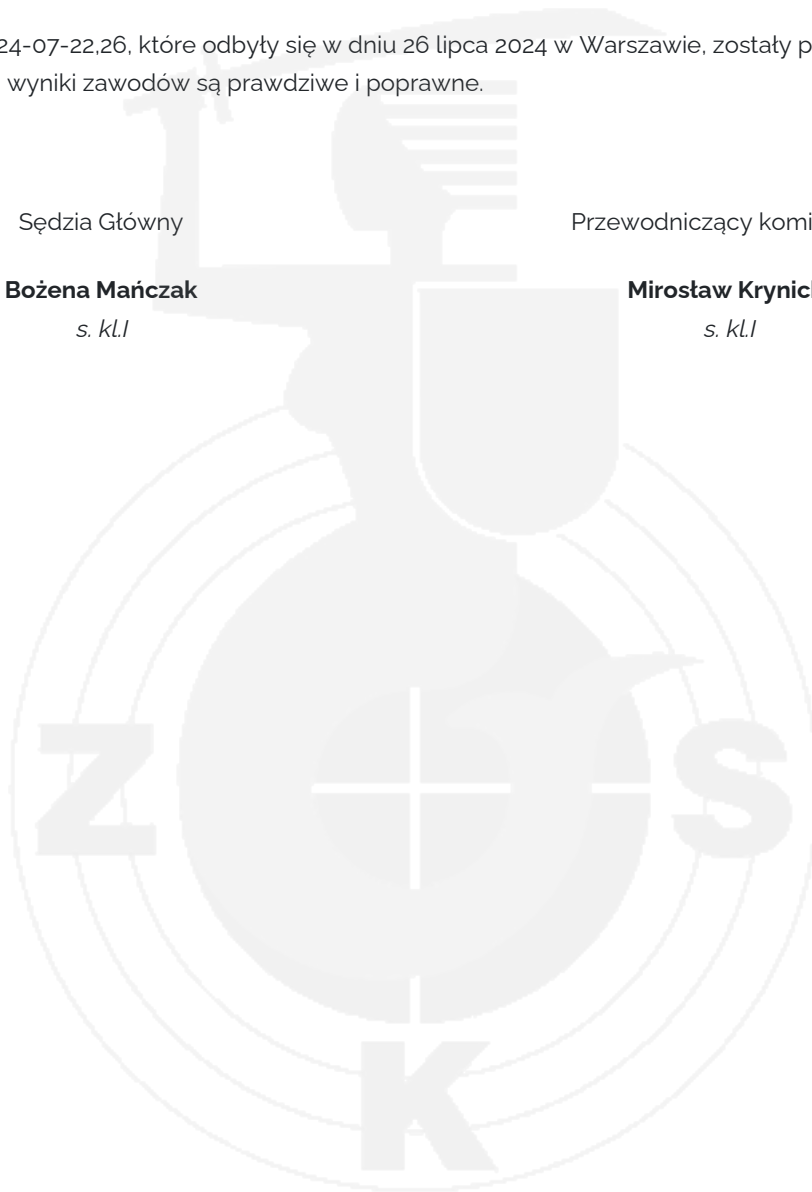 24-07-22,26, które odbyły się w dniu 26 lipca 2024 w Warszawie, zostały p
wyniki zawodów są prawdziwe i poprawne.
Sędzia Główny
Przewodniczący komi
Bożena Mańczak
Mirosław Krynic
s. kl.I
s. kl.I
Z S
K